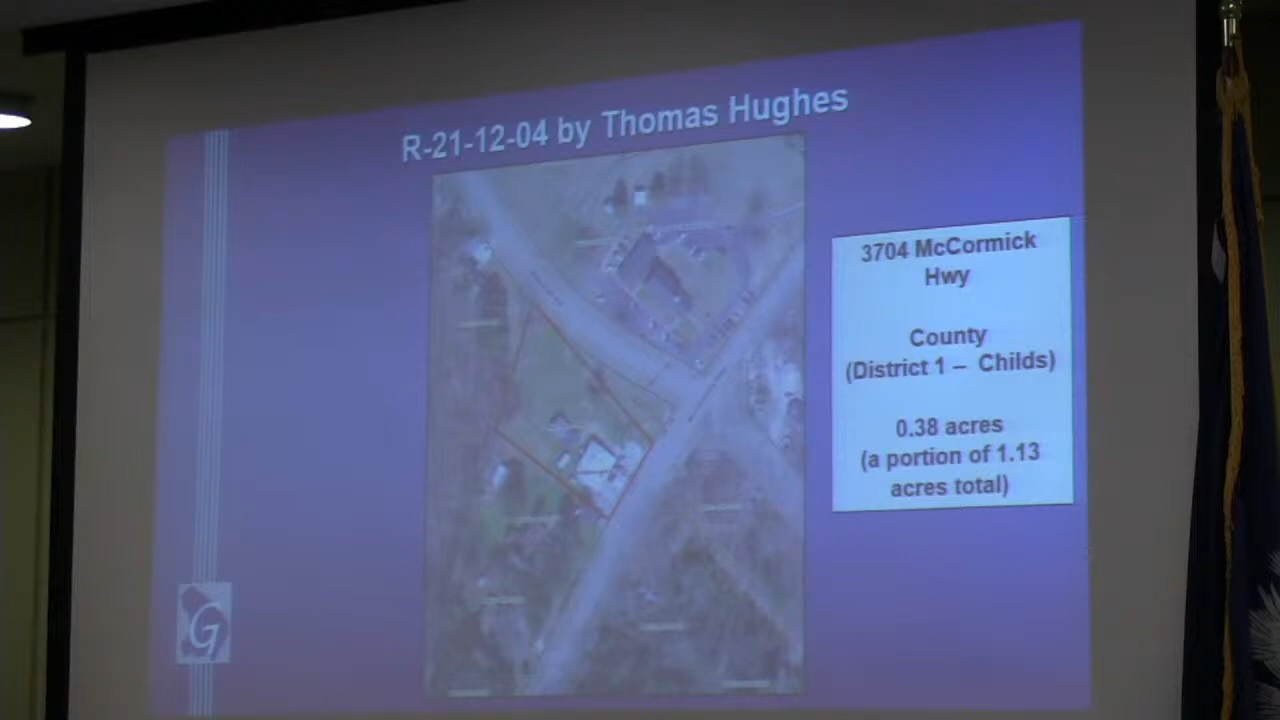 R-21-12-04 by Thomas Hughes
3704 McCormick
Hwy
County
(District 1 – Childs)
0.38 acres
(a portion of 1.13
acres total)
G